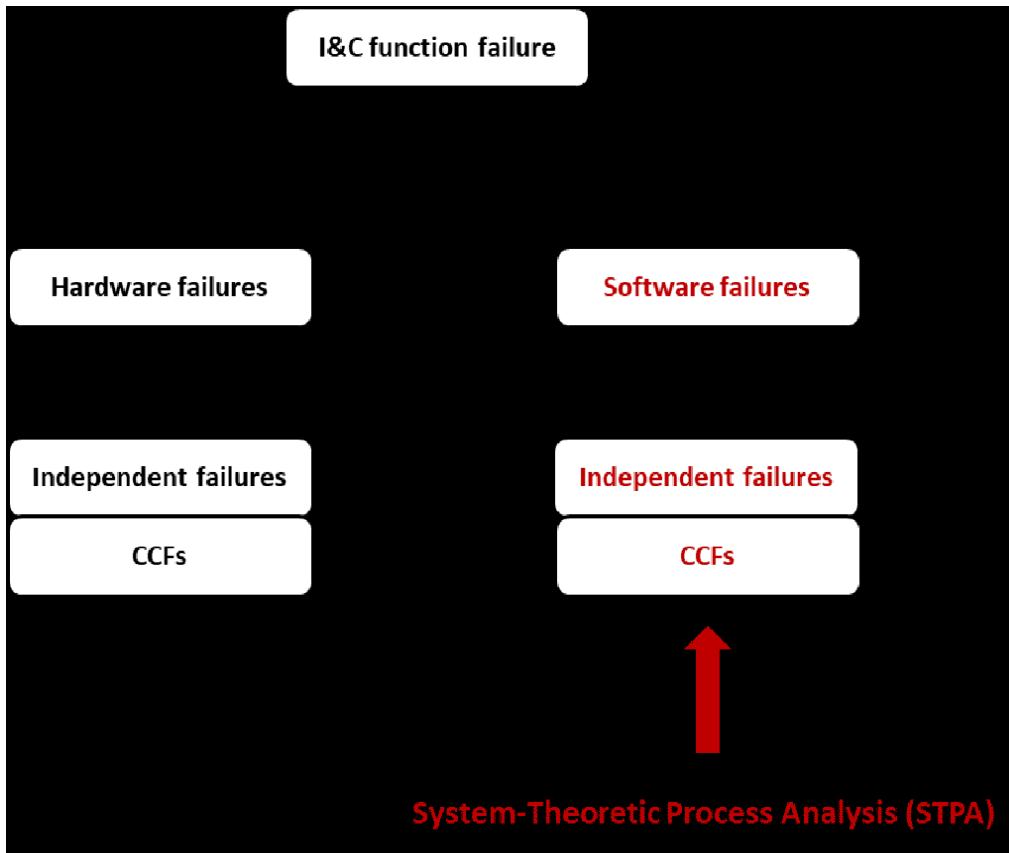 I&C function failure
Hardware failures
Software failures
Independent failures
Independent failures
CCFs
CCFs
System-Theoretic Process Analysis (STPA)